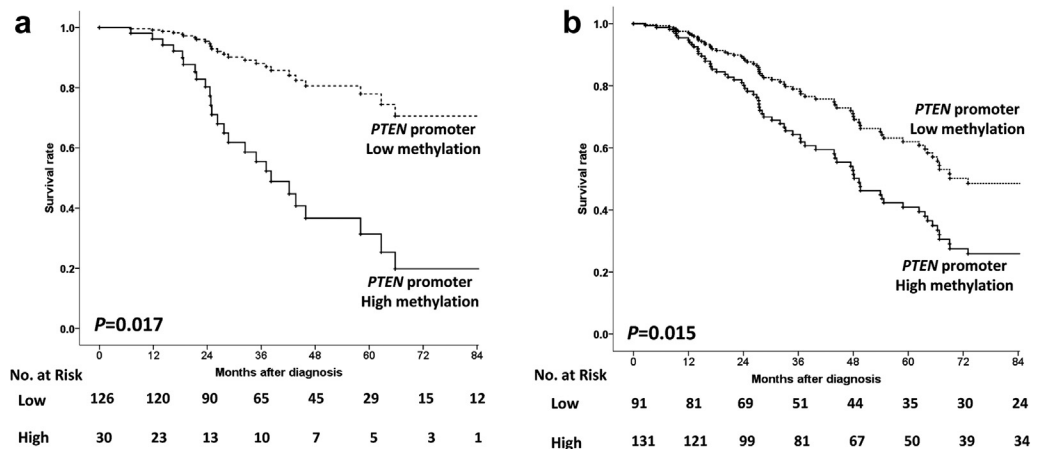 a
Survival rate
1.0
0.8
0.6
0.4
0.2
0.0
PTEN promoter
Low methylation
PTEN promoter
High methylation
P=0.017
0 12 24 36 48 60 72 84
Months after diagnosis
No. at Risk
Low 126 120 90 65 45 29 15 12
High 30 23 13 10 7 5 3 1
b
Survival rate
1.0
0.8
0.6
0.4
0.2
0.0
PTEN promoter
Low methylation
PTEN promoter
High methylation
P=0.015
0 12 24 36 48 60 72 84
Months after diagnosis
No. at Risk
Low 91 81 69 51 44 35 30 24
High 131 121 99 81 67 50 39 34